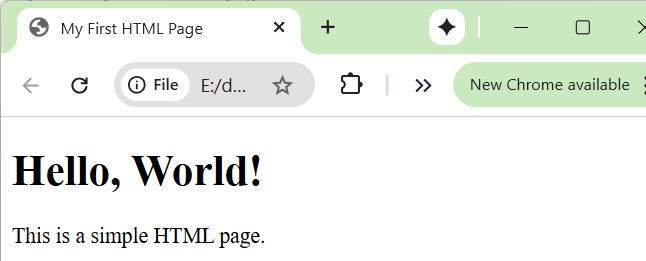 My First HTML Page
File E:/d... New Chrome available
Hello, World!
This is a simple HTML page.